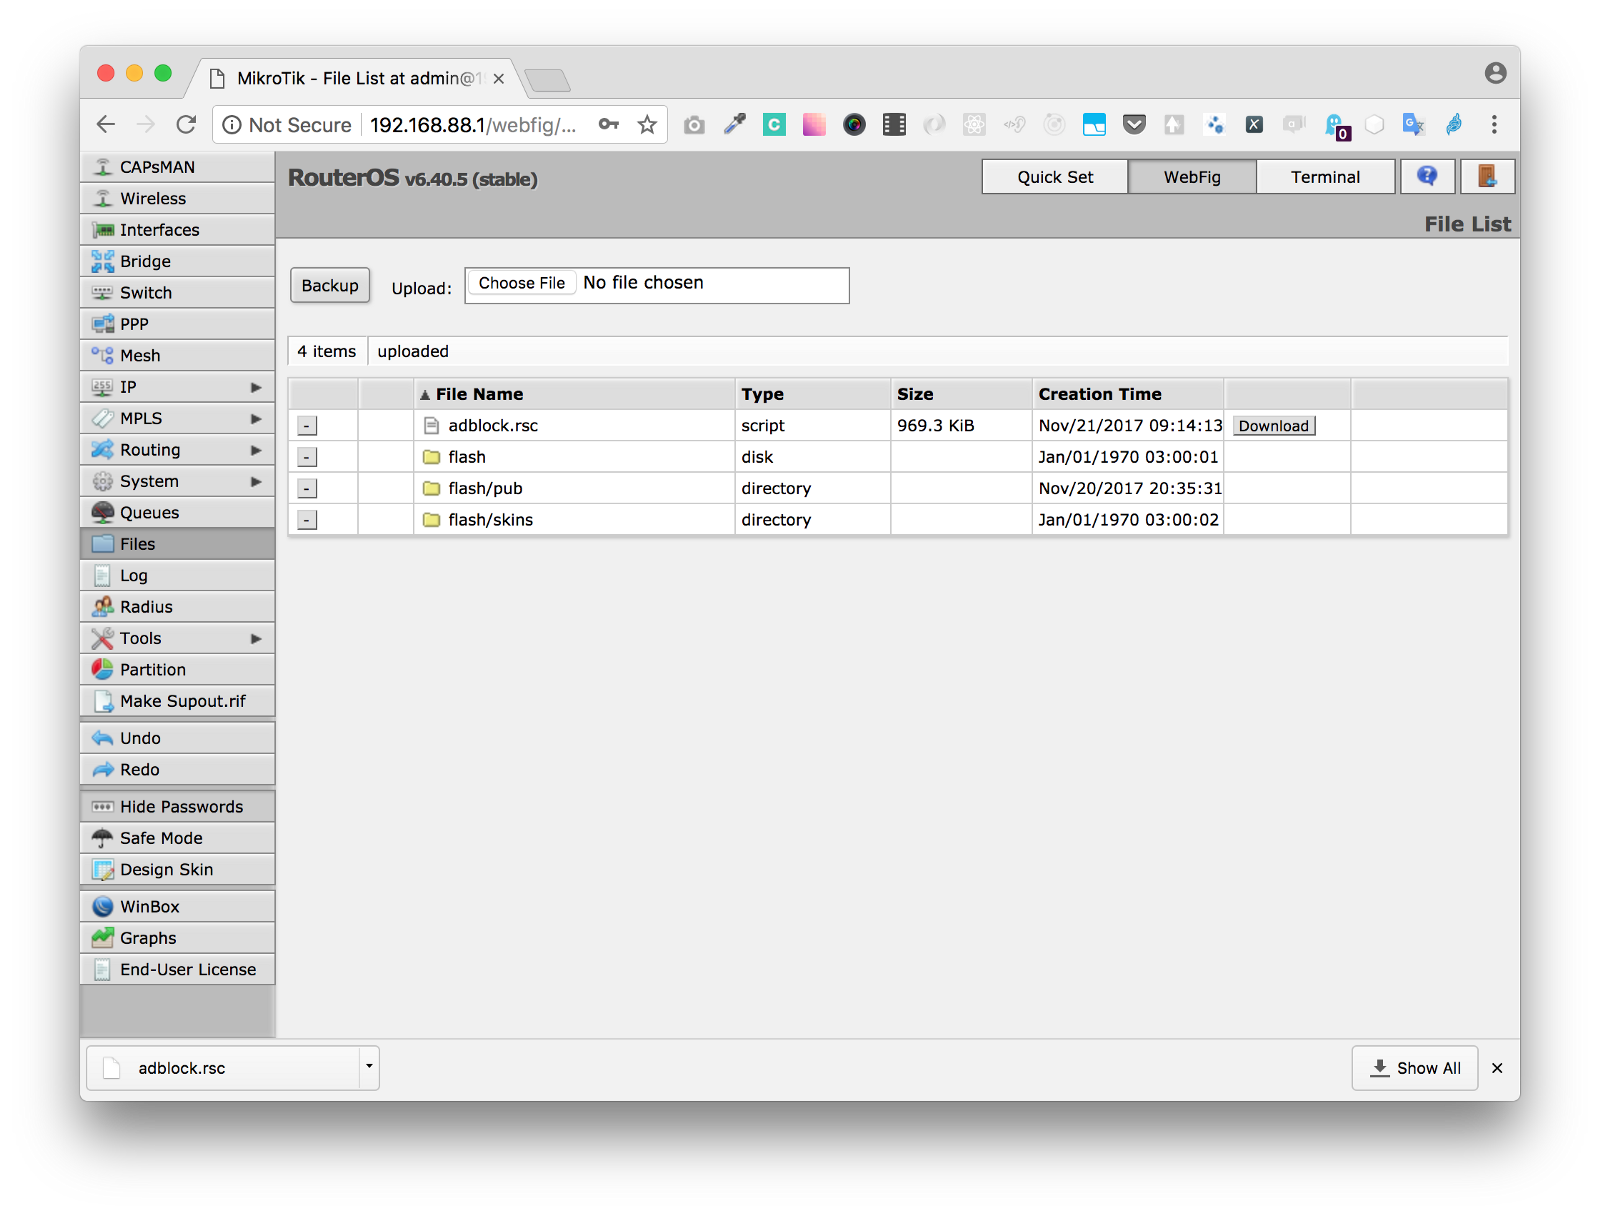 MikroTik - File List at admin@1
Not Secure
192.168.88.1/webfig/...
0
RouterOS v6.40.5 (stable)
Quick Set
WebFig
Terminal
File List
CAPsMAN
Wireless
Interfaces
Bridge
Switch
PPP
Mesh
IP
MPLS
Routing
System
Queues
Files
Log
Radius
Tools
Partition
Make Supout.rif
Undo
Redo
Hide Passwords
Safe Mode
Design Skin
WinBox
Graphs
End-User License
Backup
Upload:
Choose File No file chosen
4 items
uploaded
File Name Type Size Creation Time
- adblock.rsc script 969.3 KiB Nov/21/2017 09:14:13 Download
- flash disk Jan/01/1970 03:00:01
- flash/pub directory Nov/20/2017 20:35:31
- flash/skins directory Jan/01/1970 03:00:02
adblock.rsc
Show All